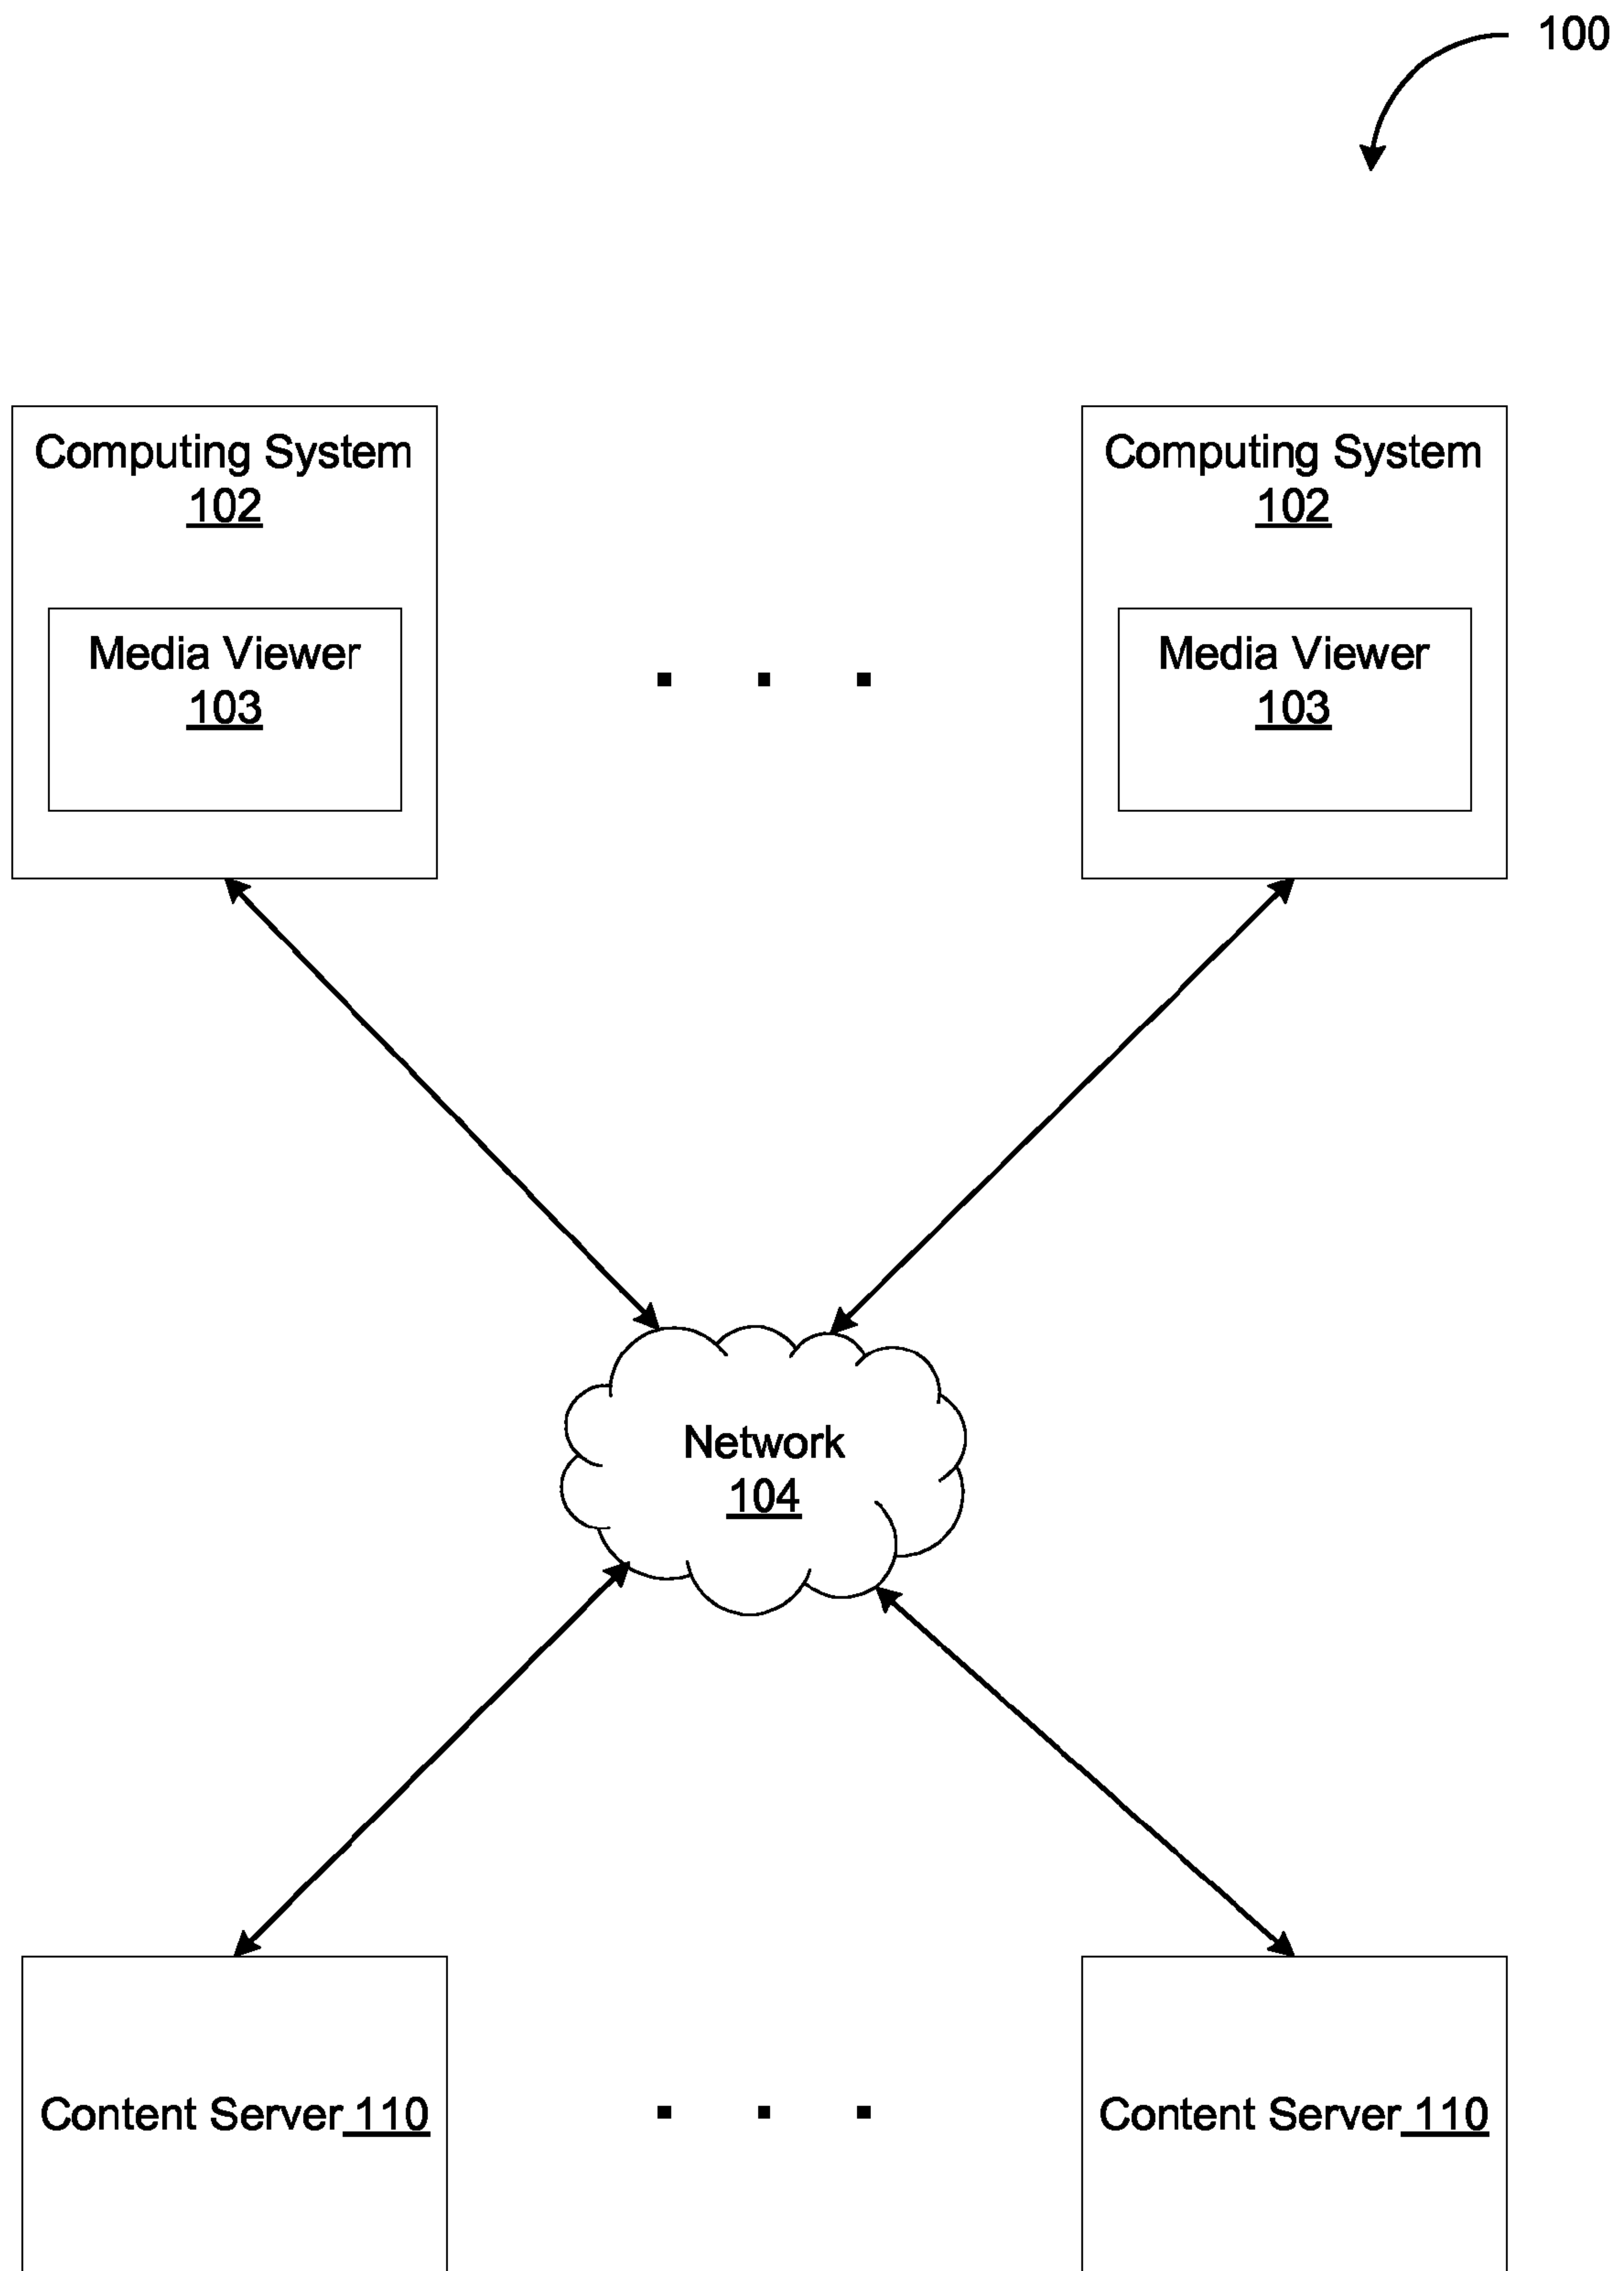 100
Computing System
102
Computing System
102
Media Viewer
103
Media Viewer
103
Network
104
Content Server 110
Content Server 110